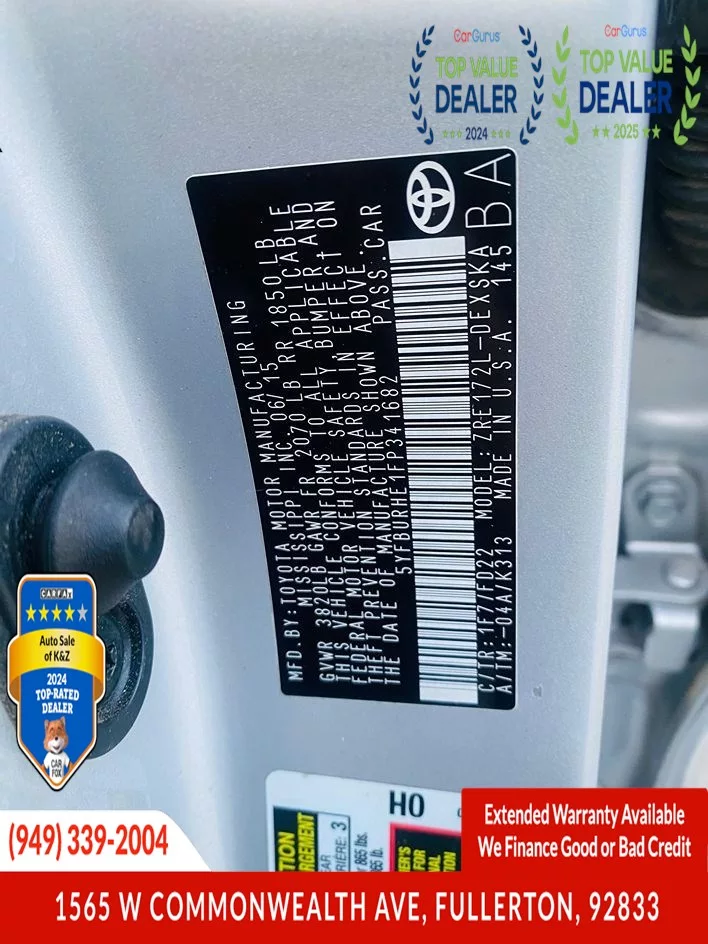 CarGurus
TOP VALUE
DEALER
2024
CarGurus
TOP VALUE
DEALER
2025
MFD. BY: TOYOTA MOTOR MANUFACTURING
MISSISSIPPI INC. 06/15
GVWR 3820LB GAWR FR 2070 LB RR 1850 LB
THIS VEHICLE CONFORMS TO ALL APPLICABLE
FEDERAL MOTOR VEHICLE SAFETY, BUMPER, AND
THEFT PREVENTION STANDARDS IN EFFECT ON
THE DATE OF MANUFACTURE SHOWN ABOVE.
5YFBURHE1FP341682 PASS. CAR
C/TR: 1F7/FD22 MODEL: ZRE172L-DEXSKA
A/TM: -04A/K313 MADE IN U.S.A. 145
BA
CARFAX
Auto Sale
of K&Z
2024
TOP-RATED
DEALER
CAR
FOX
HO
(949) 339-2004
Extended Warranty Available
We Finance Good or Bad Credit
1565 W COMMONWEALTH AVE, FULLERTON, 92833